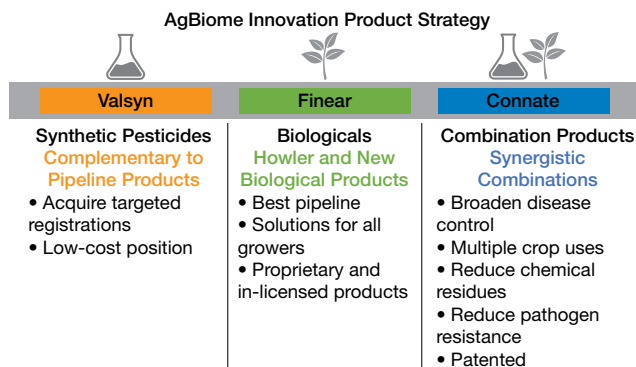 AgBiome Innovation Product Strategy
Valsyn
Finear
Connate
Synthetic Pesticides
Complementary to
Pipeline Products
• Acquire targeted
registrations
• Low-cost position
Biologicals
Howler and New
Biological Products
• Best pipeline
• Solutions for all
growers
• Proprietary and
in-licensed products
Combination Products
Synergistic
Combinations
• Broaden disease
control
• Multiple crop uses
• Reduce chemical
residues
• Reduce pathogen
resistance
• Patented